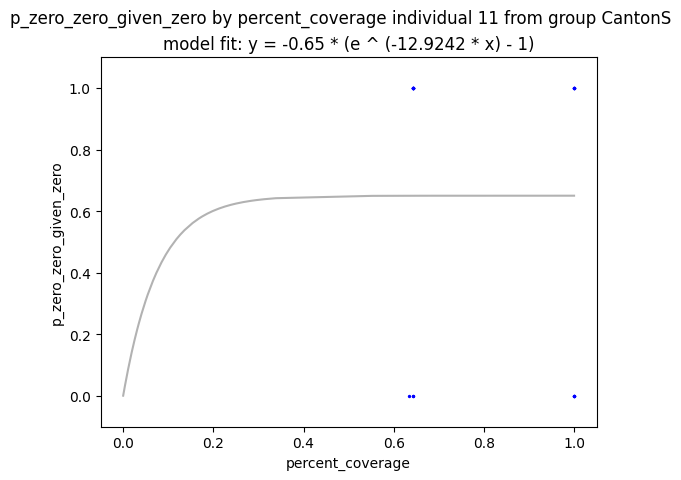 p_zero_zero_given_zero by percent_coverage individual 11 from group CantonS
model fit: y = -0.65 * (e ^ (-12.9242 * x) - 1)
1.0
0.8
0.6
0.4
0.2
0.0
p_zero_zero_given_zero
0.0 0.2 0.4 0.6 0.8 1.0
percent_coverage